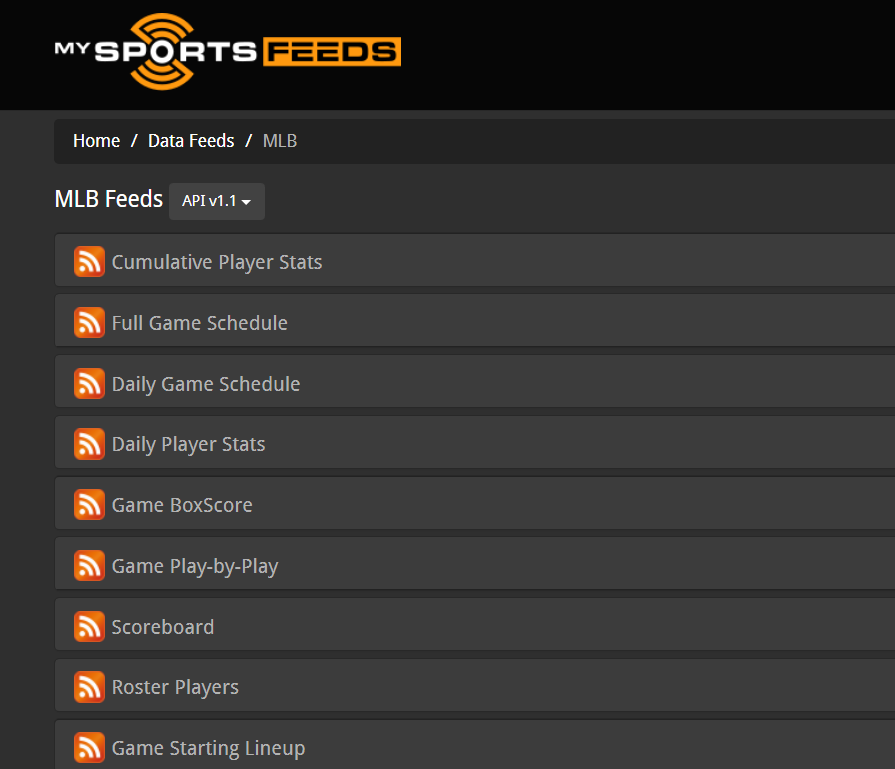 MY SPORTS FEEDS
Home / Data Feeds / MLB
MLB Feeds API v1.1
Cumulative Player Stats
Full Game Schedule
Daily Game Schedule
Daily Player Stats
Game BoxScore
Game Play-by-Play
Scoreboard
Roster Players
Game Starting Lineup